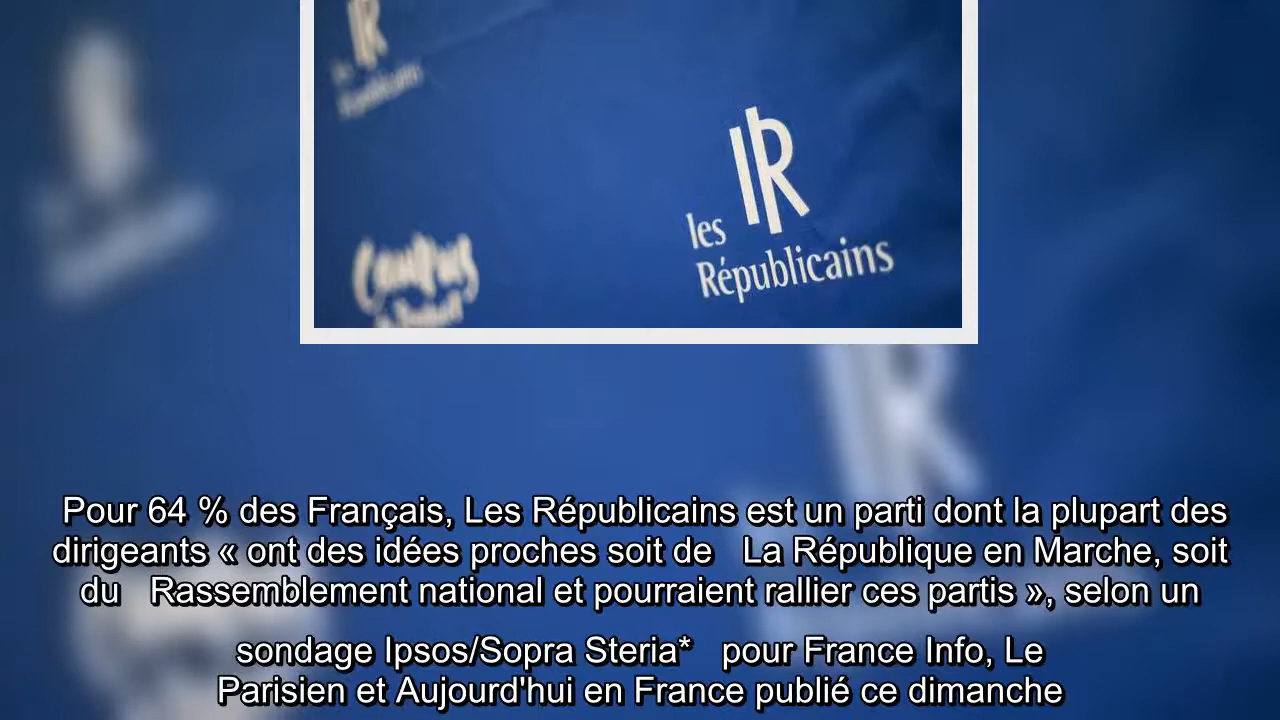 lR
les
Républicains
Campus
Pour 64 % des Français, Les Républicains est un parti dont la plupart des
dirigeants « ont des idées proches soit de La République en Marche, soit
du Rassemblement national et pourraient rallier ces partis », selon un
sondage Ipsos/Sopra Steria* pour France Info, Le
Parisien et Aujourd'hui en France publié ce dimanche